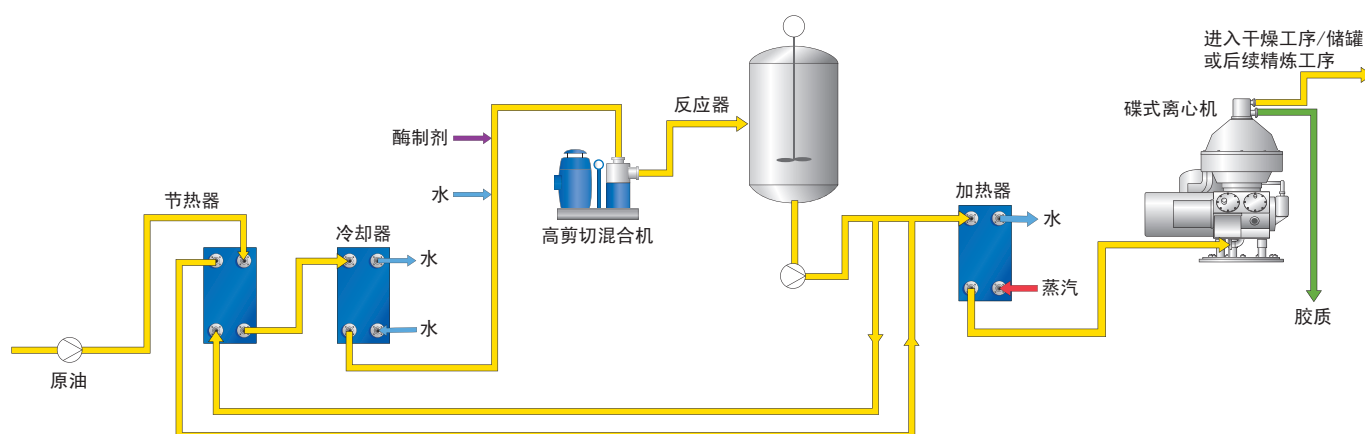 进入干燥工序/储罐
或后续精炼工序
碟式离心机
反应器
酶制剂
水
节热器
冷却器
水
水
高剪切混合机
加热器
水
蒸汽
胶质
原油